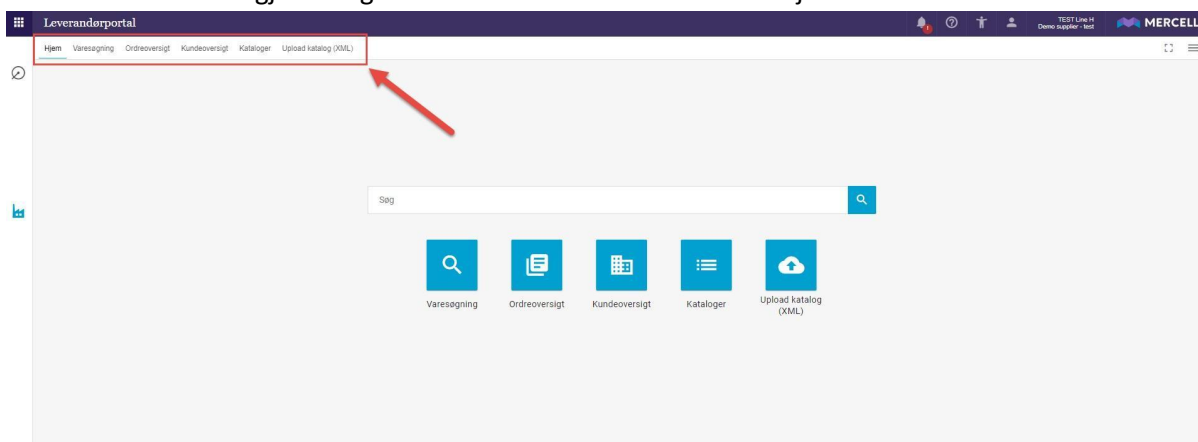 Leverandørportal
! TEST Line H
Demo supplier - test
MERCELL
Hjem Varesøgning Ordreoversigt Kundeoversigt Kataloger Upload katalog (XML)
Søg
Varesøgning Ordreoversigt Kundeoversigt Kataloger Upload katalog
(XML)